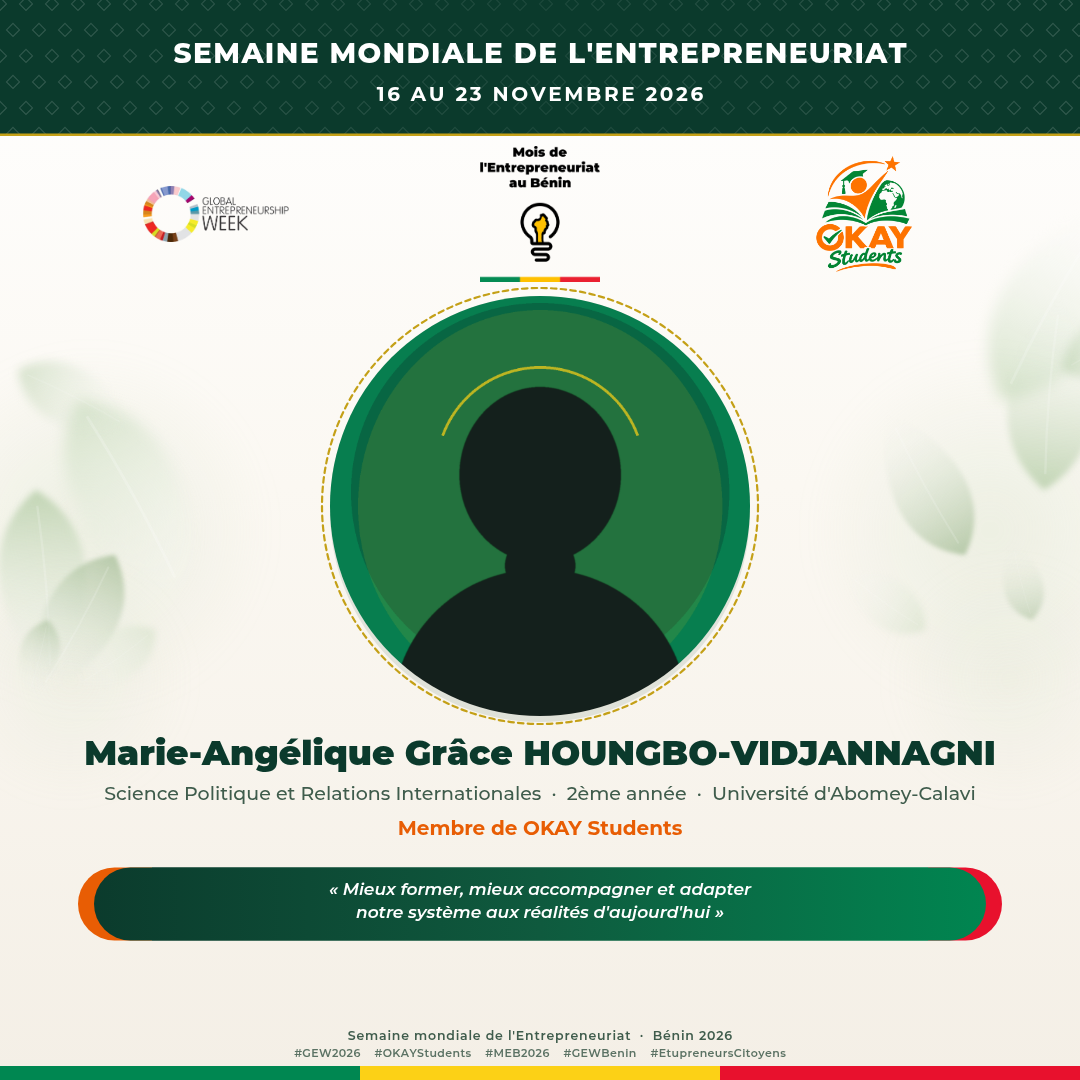 SEMAINE MONDIALE DE L'ENTREPRENEURIAT
16 AU 23 NOVEMBRE 2026
GLOBAL
ENTREPRENEURSHIP
WEEK
Mois de
l'Entrepreneuriat
au Bénin
OKAY
Students
Marie-Angélique Grâce HOUNGBO-VIDJANNAGNI
Science Politique et Relations Internationales · 2ème année · Université d'Abomey-Calavi
Membre de OKAY Students
« Mieux former, mieux accompagner et adapter
notre système aux réalités d'aujourd'hui »
Semaine mondiale de l'Entrepreneuriat · Bénin 2026
#GEW2026 #OKAYStudents #MEB2026 #GEWBenin #EtupreneursCitoyens